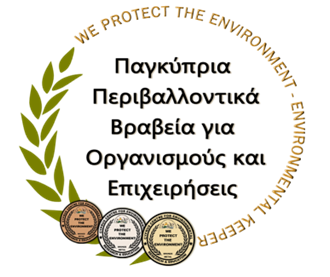 WE PROTECT THE ENVIRONMENT - ENVIRONMENTAL KEEPER
Παγκύπρια
Περιβαλλοντικά
Βραβεία για
Οργανισμούς και
Επιχειρήσεις
WE
PROTECT
THE
ENVIRONMENT
WE
PROTECT
THE
ENVIRONMENT
WE
PROTECT
THE
ENVIRONMENT